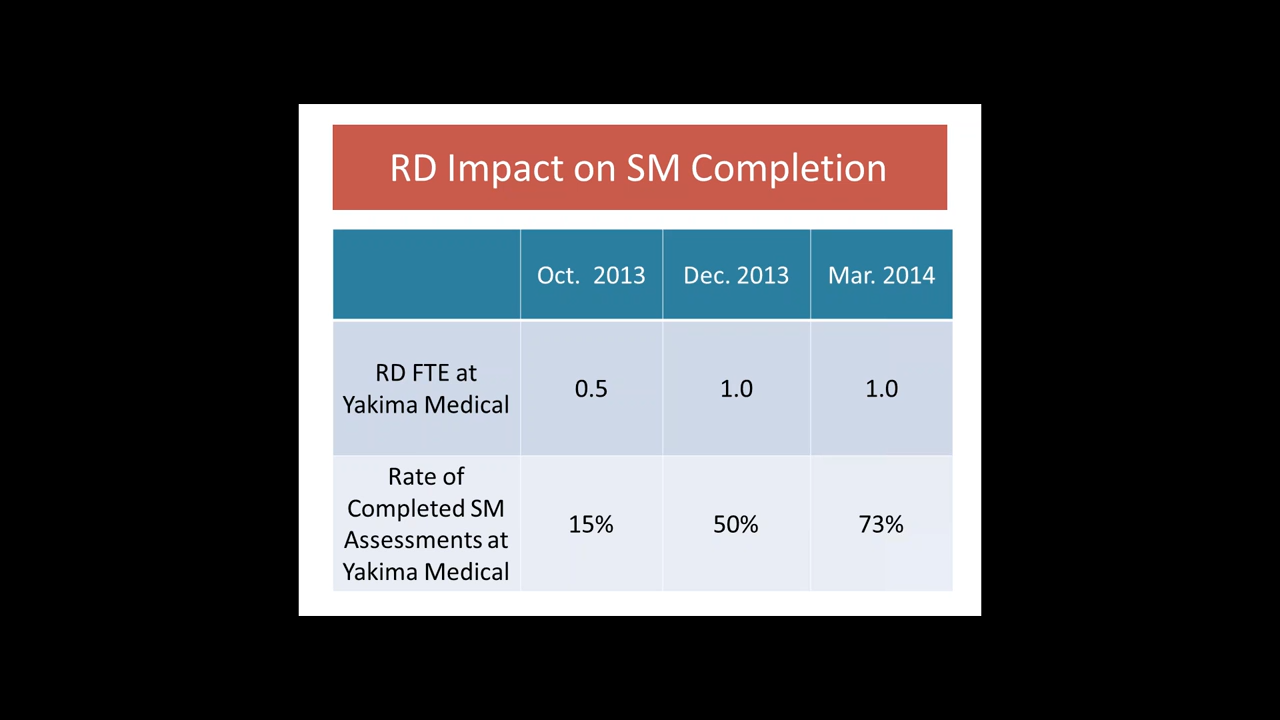 RD Impact on SM Completion
Oct.  2013 Dec. 2013 Mar. 2014
RD FTE at
Yakima Medical
0.5 1.0 1.0
Rate of
Completed SM
Assessments at
Yakima Medical
15% 50% 73%